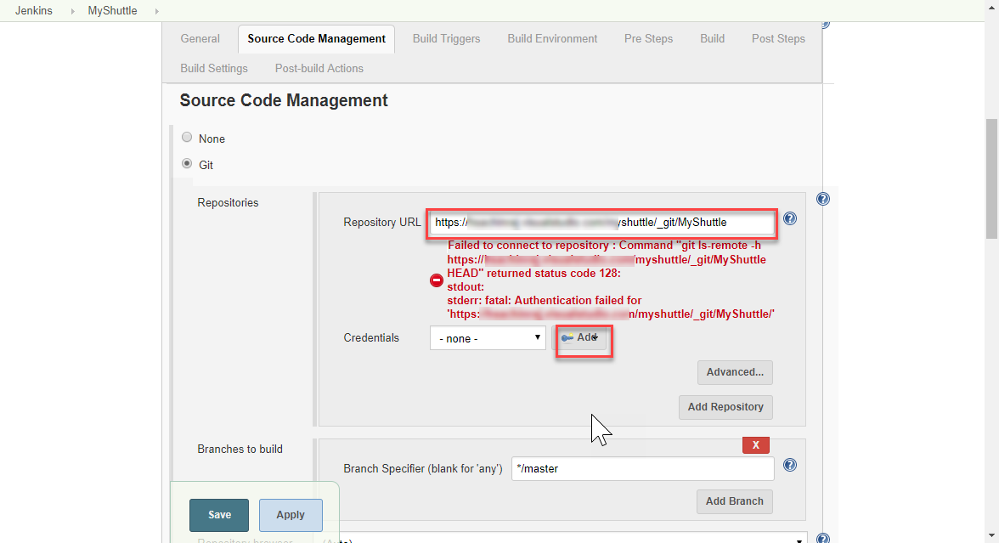 Jenkins MyShuttle
General Source Code Management Build Triggers Build Environment Pre Steps Build Post Steps
Build Settings Post-build Actions
Source Code Management
None
Git
Repositories
Repository URL https:/ yshuttle/_git/MyShuttle
Failed to connect to repository : Command "git ls-remote -h
https:// /myshuttle/_git/MyShuttle
HEAD" returned status code 128:
stdout:
stderr: fatal: Authentication failed for
'https: n/myshuttle/_git/MyShuttle/'
Credentials - none - Add
Advanced...
Add Repository
Branches to build
X
Branch Specifier (blank for 'any') */master
Add Branch
Save Apply
Repository browser (Auto)